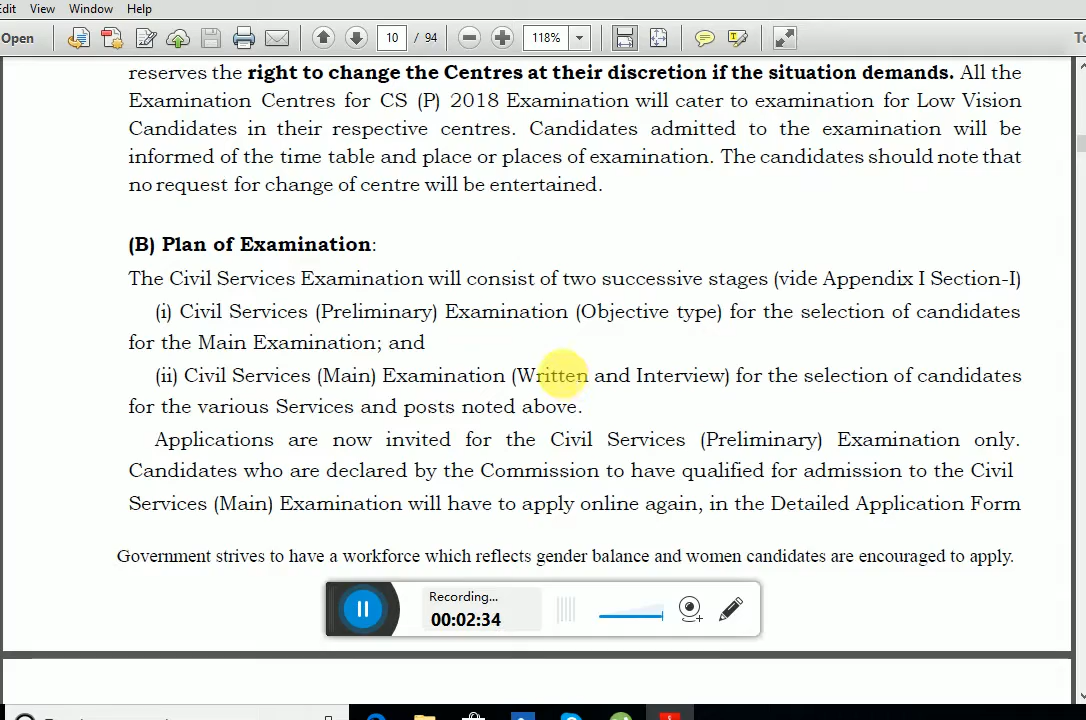 Edit View Window Help
Open 10 / 94 118%
reserves the right to change the Centres at their discretion if the situation demands. All the
Examination Centres for CS (P) 2018 Examination will cater to examination for Low Vision
Candidates in their respective centres. Candidates admitted to the examination will be
informed of the time table and place or places of examination. The candidates should note that
no request for change of centre will be entertained.
(B) Plan of Examination:
The Civil Services Examination will consist of two successive stages (vide Appendix I Section-I)
(i) Civil Services (Preliminary) Examination (Objective type) for the selection of candidates
for the Main Examination; and
(ii) Civil Services (Main) Examination (Written and Interview) for the selection of candidates
for the various Services and posts noted above.
Applications are now invited for the Civil Services (Preliminary) Examination only.
Candidates who are declared by the Commission to have qualified for admission to the Civil
Services (Main) Examination will have to apply online again, in the Detailed Application Form
Government strives to have a workforce which reflects gender balance and women candidates are encouraged to apply.
Recording...
00:02:34